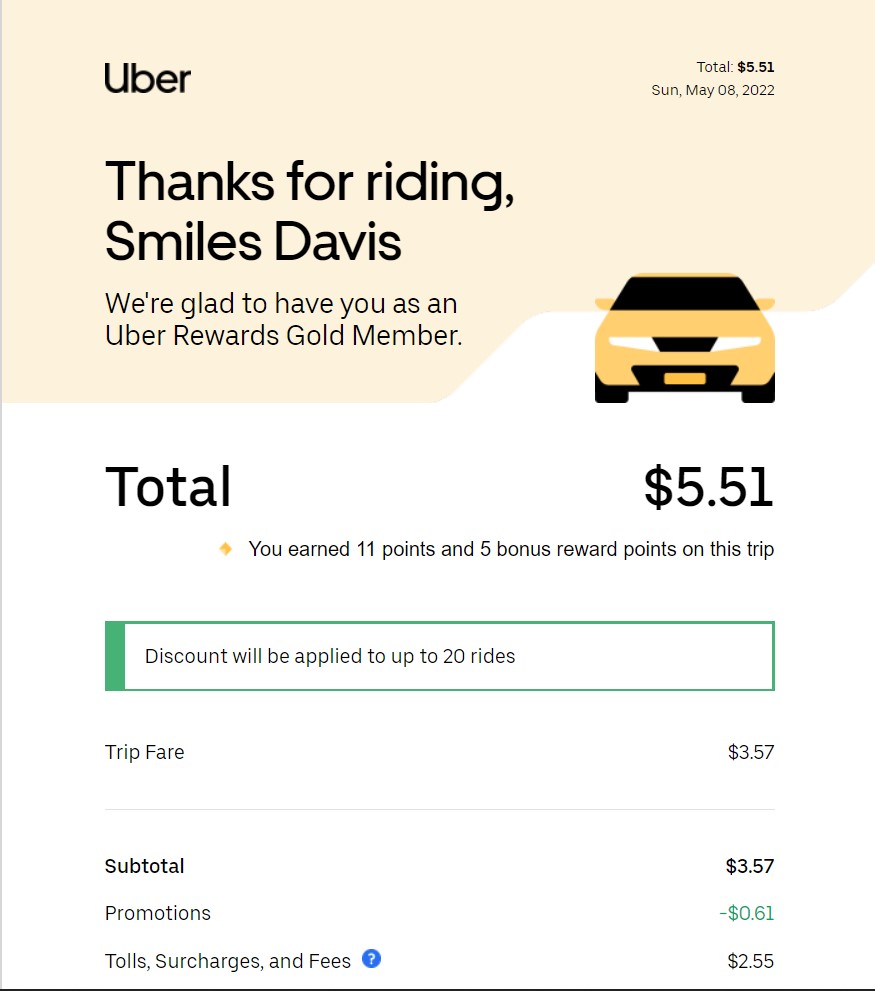 Uber
Total: $5.51
Sun, May 08, 2022
Thanks for riding,
Smiles Davis
We're glad to have you as an
Uber Rewards Gold Member.
Total $5.51
You earned 11 points and 5 bonus reward points on this trip
Discount will be applied to up to 20 rides
Trip Fare $3.57
Subtotal $3.57
Promotions -$0.61
Tolls, Surcharges, and Fees ? $2.55